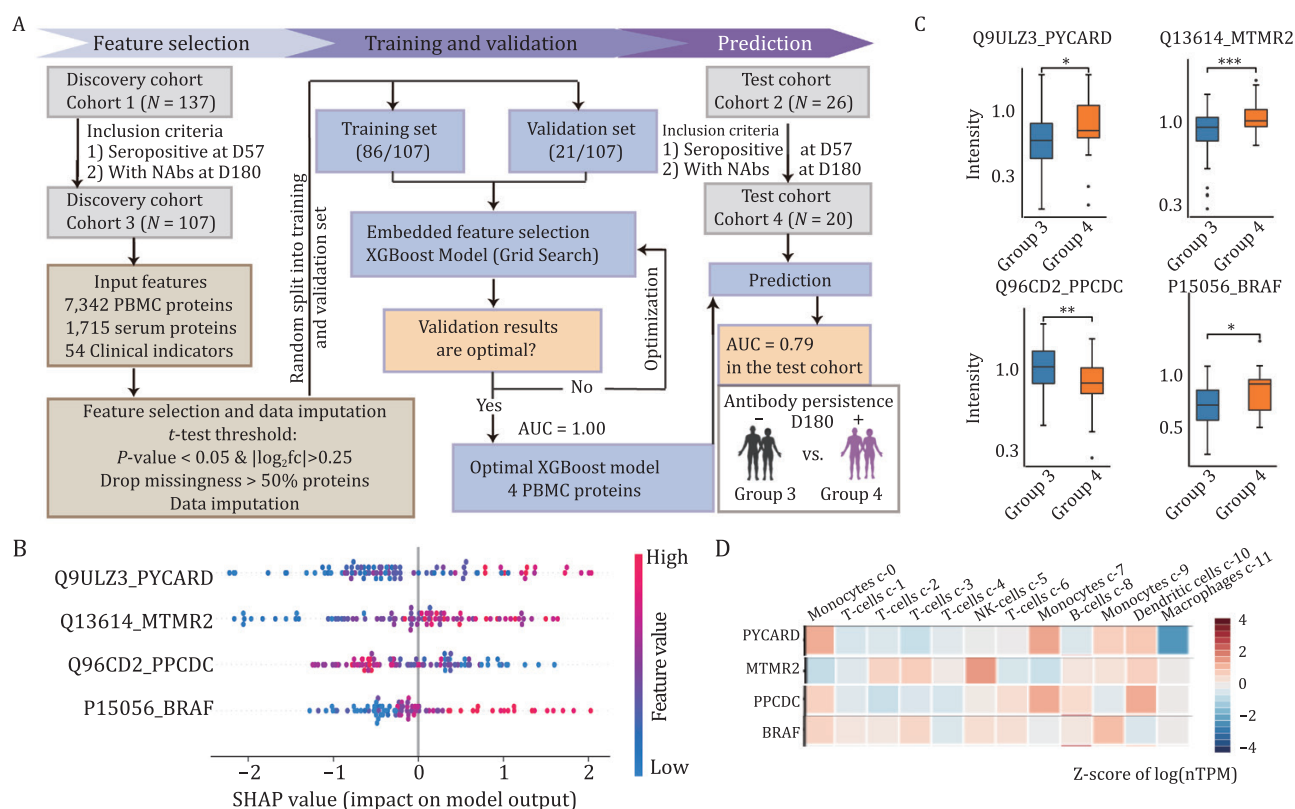 A
Feature selection
Training and validation
Prediction
Discovery cohort
Cohort 1 (N = 137)
Inclusion criteria
1) Seropositive at D57
2) With NAbs at D180
Discovery cohort
Cohort 3 (N = 107)
Input features
7,342 PBMC proteins
1,715 serum proteins
54 Clinical indicators
Feature selection and data imputation
t-test threshold:
P-value < 0.05 & |log₂fc|>0.25
Drop missingness > 50% proteins
Data imputation
Random split into training
and validation set
Training set
(86/107)
Validation set
(21/107)
Embedded feature selection
XGBoost Model (Grid Search)
Validation results
are optimal?
Optimization
No
Yes
AUC = 1.00
Optimal XGBoost model
4 PBMC proteins
Test cohort
Cohort 2 (N = 26)
Inclusion criteria
1) Seropositive at D57
2) With NAbs at D180
Test cohort
Cohort 4 (N = 20)
Prediction
AUC = 0.79
in the test cohort
Antibody persistence
− D180 +
vs.
Group 3 Group 4
B
Q9ULZ3_PYCARD
Q13614_MTMR2
Q96CD2_PPCDC
P15056_BRAF
−2 −1 0 1 2
SHAP value (impact on model output)
High
Feature value
Low
C
Q9ULZ3_PYCARD
*
Intensity
1.0
0.3
Group 3 Group 4
Q13614_MTMR2
***
1.0
0.3
Group 3 Group 4
Q96CD2_PPCDC
**
Intensity
1.0
0.3
Group 3 Group 4
P15056_BRAF
*
1.0
0.5
Group 3 Group 4
D
Monocytes c-0
T-cells c-1
T-cells c-2
T-cells c-3
T-cells c-4
NK-cells c-5
T-cells c-6
Monocytes c-7
B-cells c-8
Monocytes c-9
Dendritic cells c-10
Macrophages c-11
PYCARD
MTMR2
PPCDC
BRAF
4
2
0
−2
−4
Z-score of log(nTPM)